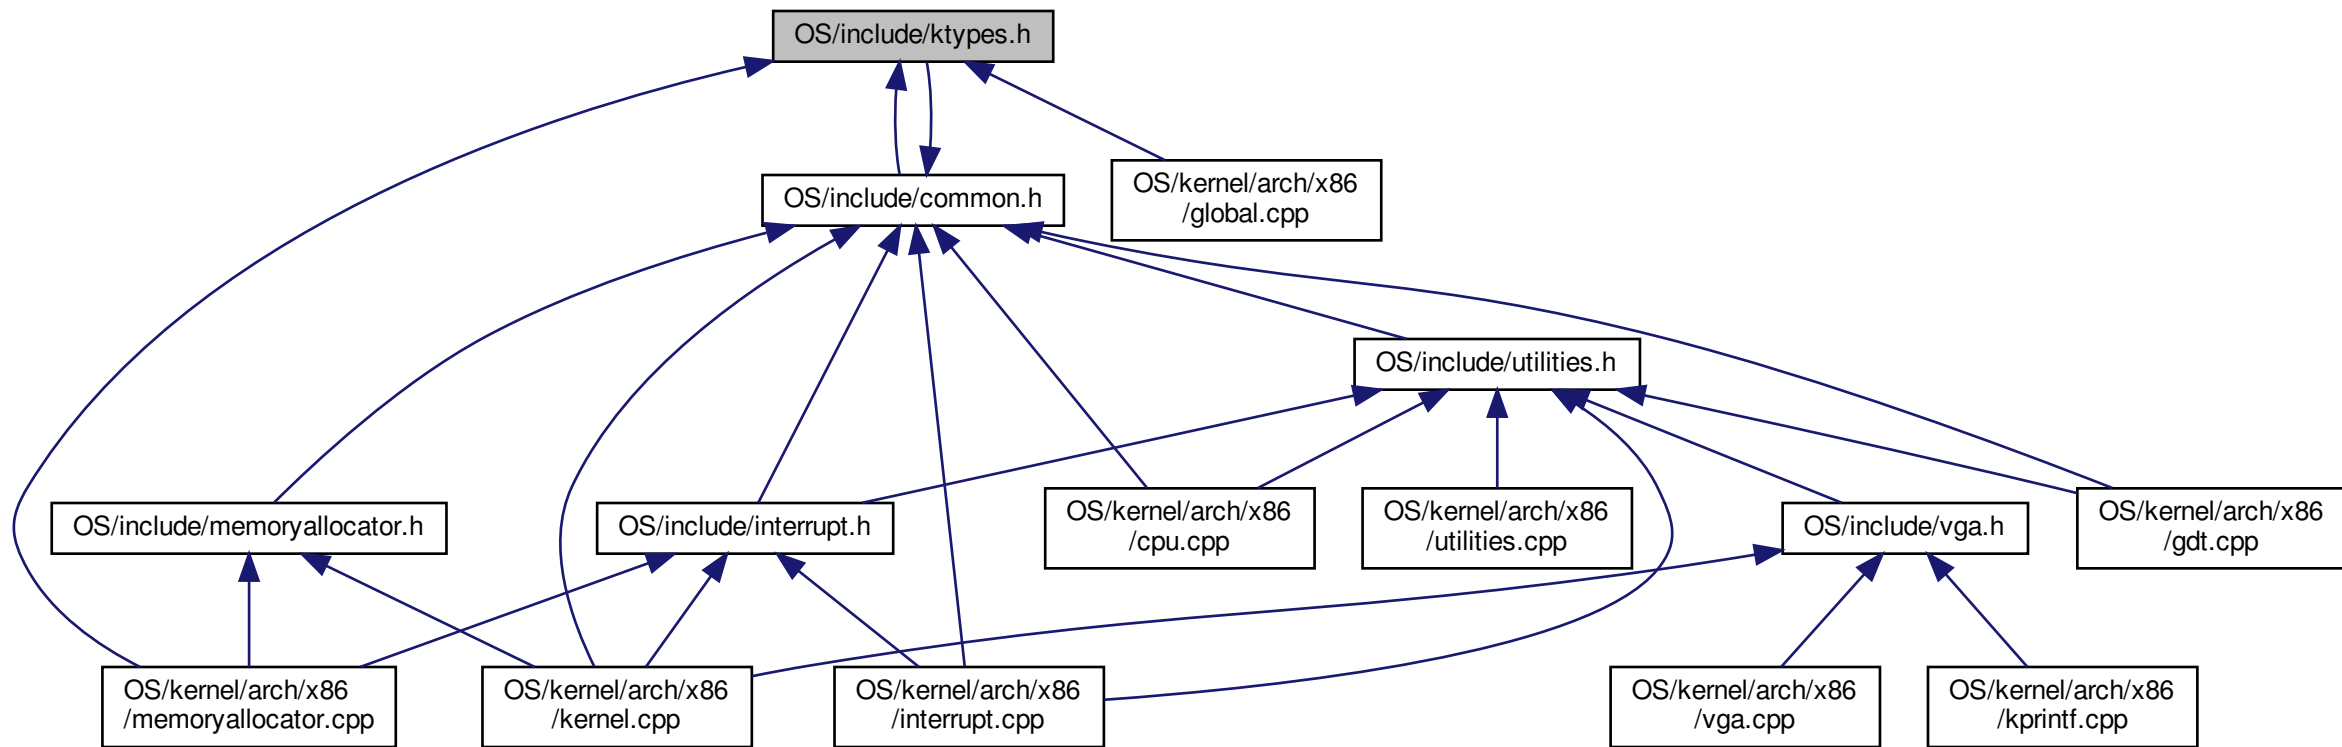 OS/include/ktypes.h
OS/include/common.h
OS/kernel/arch/x86
/global.cpp
OS/include/utilities.h
OS/include/memoryallocator.h
OS/include/interrupt.h
OS/kernel/arch/x86
/cpu.cpp
OS/kernel/arch/x86
/utilities.cpp
OS/include/vga.h
OS/kernel/arch/x86
/gdt.cpp
OS/kernel/arch/x86
/memoryallocator.cpp
OS/kernel/arch/x86
/kernel.cpp
OS/kernel/arch/x86
/interrupt.cpp
OS/kernel/arch/x86
/vga.cpp
OS/kernel/arch/x86
/kprintf.cpp